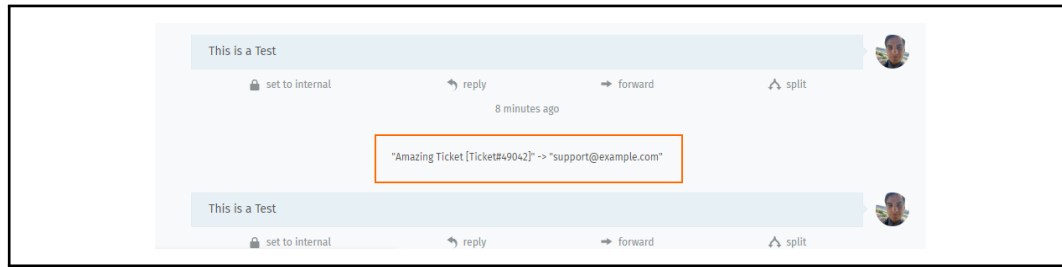 This is a Test
set to internal reply forward split
8 minutes ago
"Amazing Ticket [Ticket#49042]" -> "support@example.com"
This is a Test
set to internal reply forward split